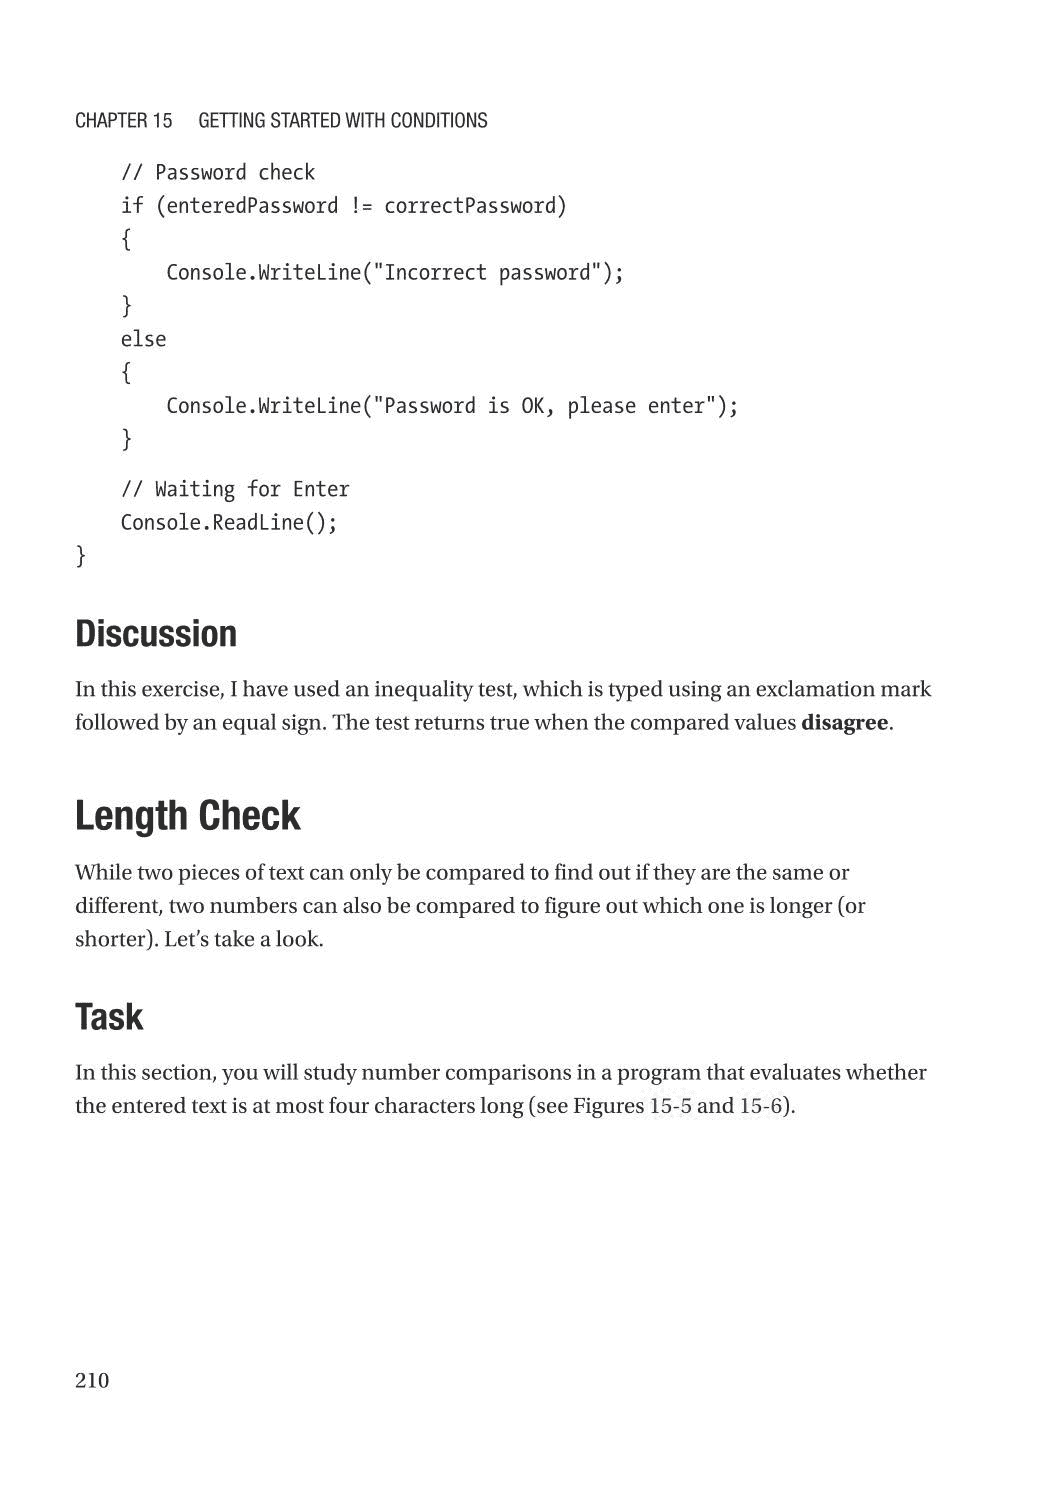 CHAPTER 15 GETTING STARTED WITH CONDITIONS
// Password check
if (enteredPassword != correctPassword)
{
Console.WriteLine("Incorrect password");
}
else
{
Console.WriteLine("Password is OK, please enter");
}
// Waiting for Enter
Console.ReadLine();
}
Discussion
In this exercise, I have used an inequality test, which is typed using an exclamation mark
followed by an equal sign. The test returns true when the compared values disagree.
Length Check
While two pieces of text can only be compared to find out if they are the same or
different, two numbers can also be compared to figure out which one is longer (or
shorter). Let’s take a look.
Task
In this section, you will study number comparisons in a program that evaluates whether
the entered text is at most four characters long (see Figures 15-5 and 15-6).
210